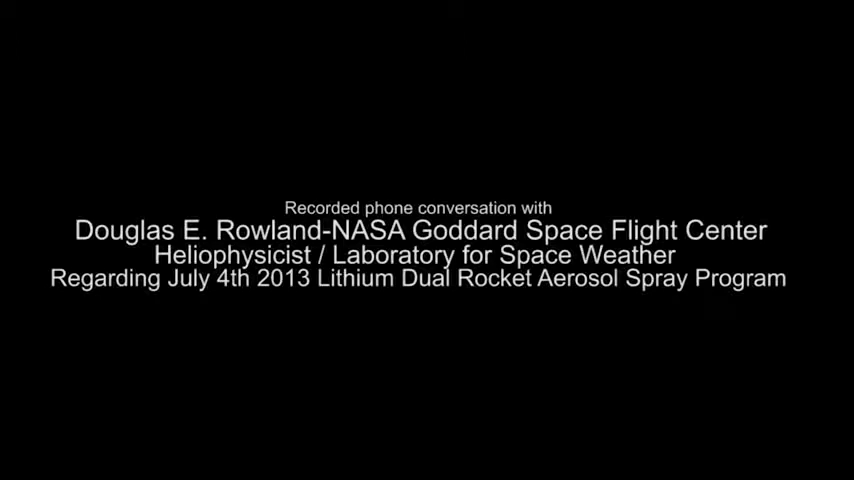 Recorded phone conversation with
Douglas E. Rowland-NASA Goddard Space Flight Center
Heliophysicist / Laboratory for Space Weather
Regarding July 4th 2013 Lithium Dual Rocket Aerosol Spray Program